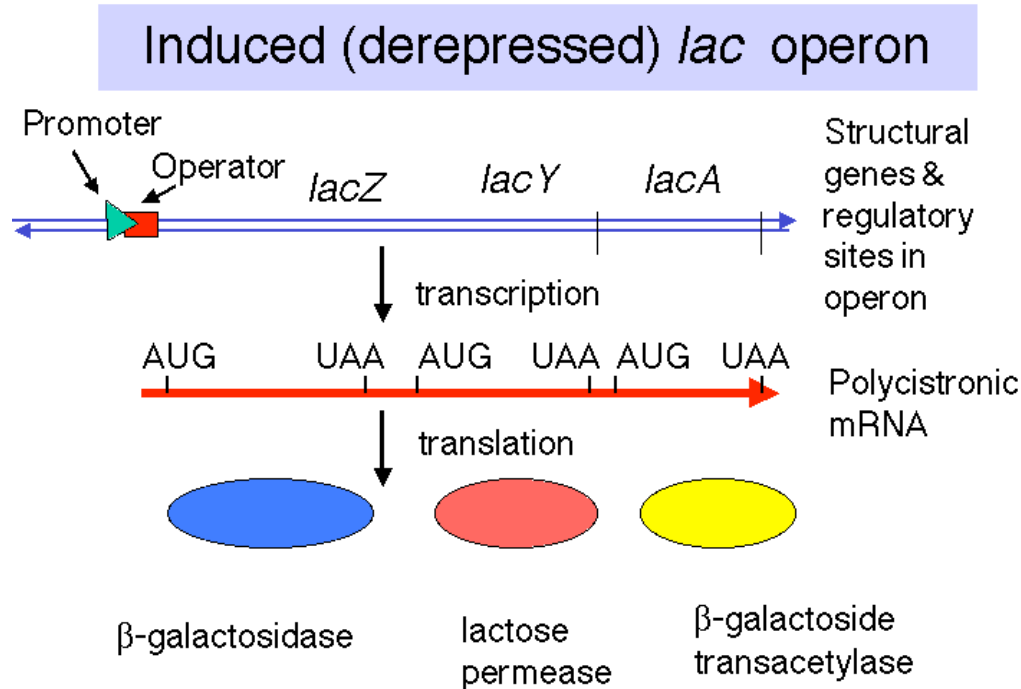 Induced (derepressed) lac operon
Promoter
Operator
lacZ
lacY
lacA
Structural
genes &
regulatory
sites in
operon
transcription
AUG UAA AUG UAA AUG UAA
Polycistronic
mRNA
translation
β-galactosidase
lactose
permease
β-galactoside
transacetylase